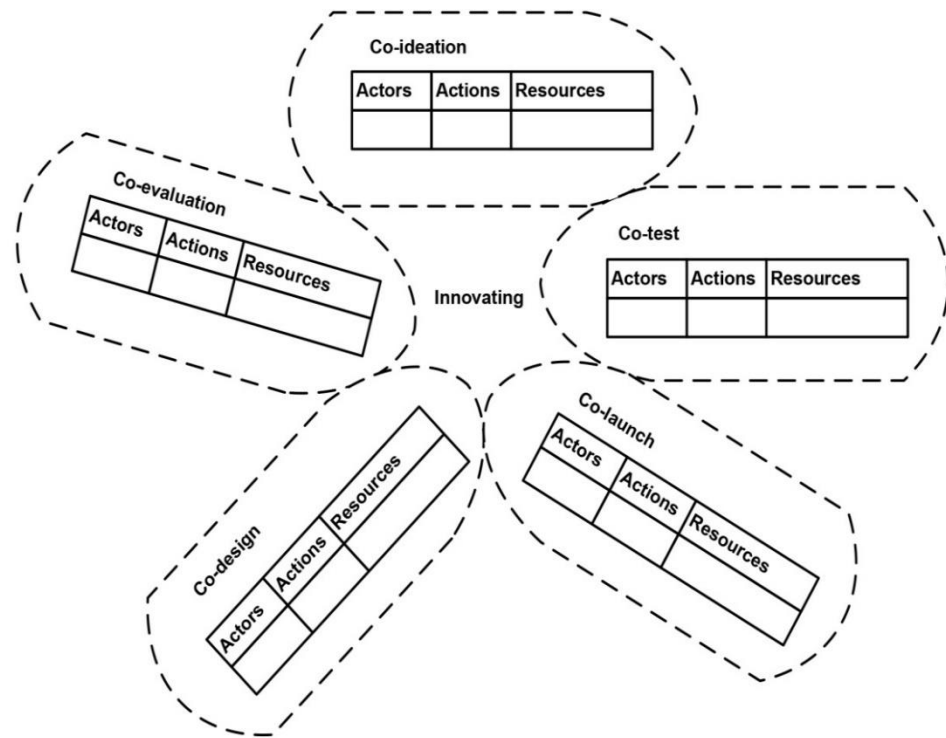 Co-ideation
Actors Actions Resources
Co-evaluation
Actors Actions Resources
Co-test
Actors Actions Resources
Innovating
Co-launch
Actors Actions Resources
Co-design
Actors Actions Resources